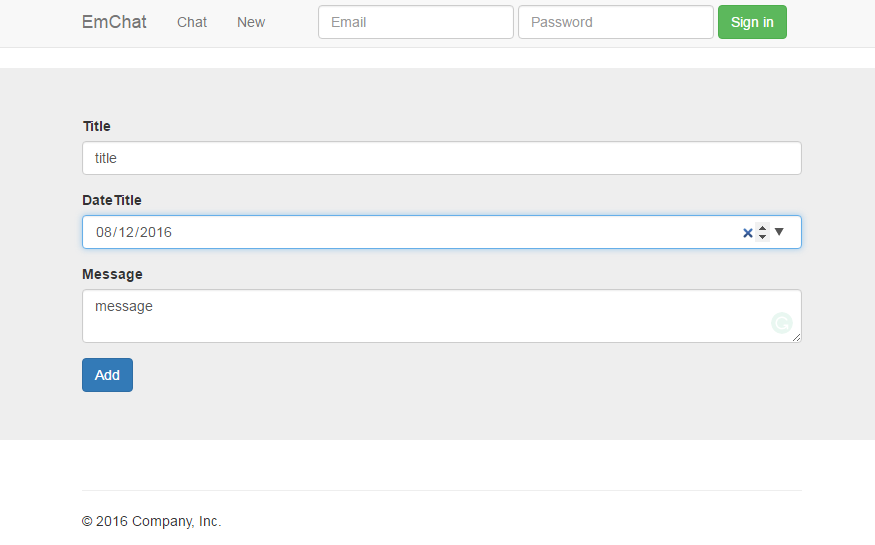 EmChat Chat New Email Password Sign in
Title
title
DateTitle
08/12/2016
Message
message
Add
© 2016 Company, Inc.